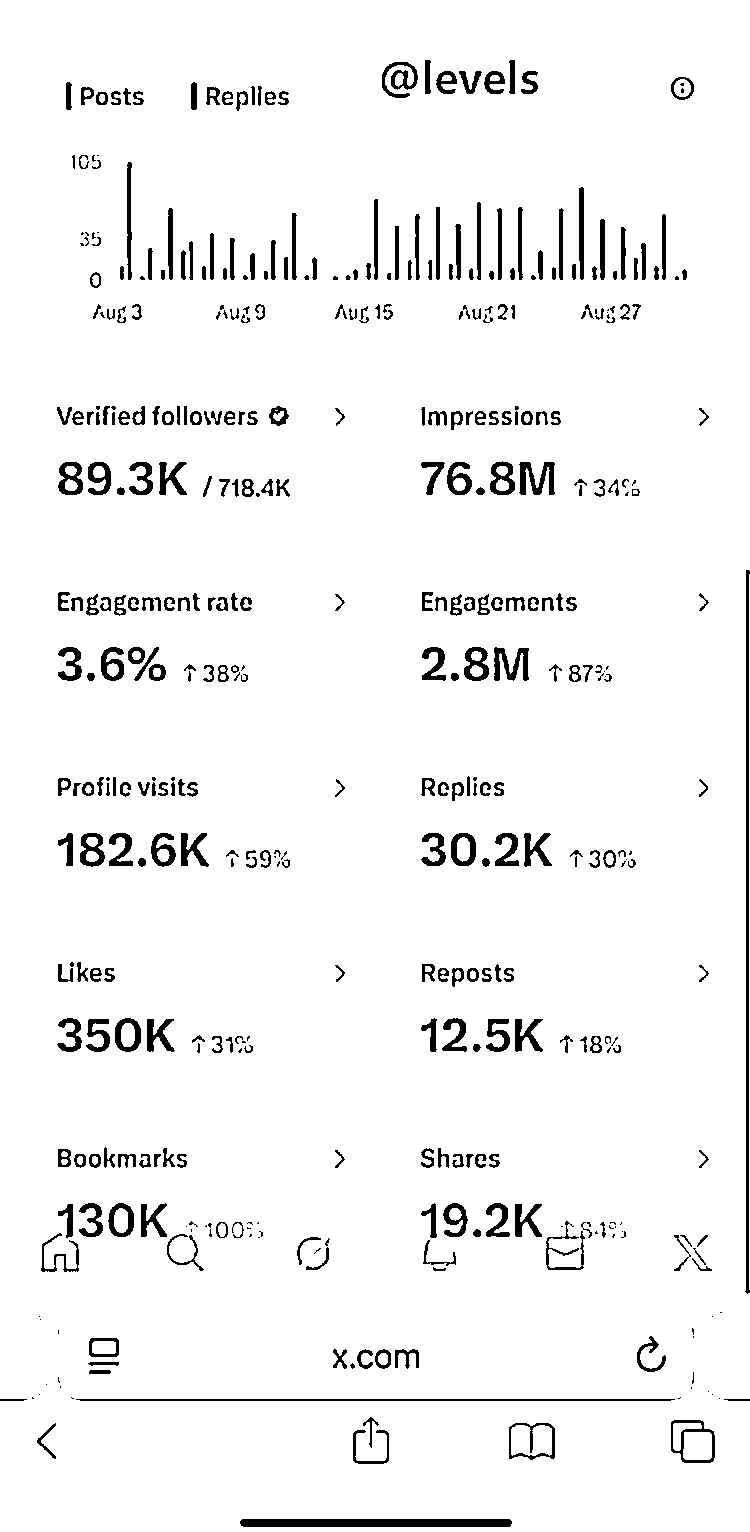 @levels
Posts Replies
105
35
0
Aug 3 Aug 9 Aug 15 Aug 21 Aug 27
Verified followers Impressions
89.3K / 718.4K 76.8M ↑ 34%
Engagement rate Engagements
3.6% ↑ 38% 2.8M ↑ 87%
Profile visits Replies
182.6K ↑ 59% 30.2K ↑ 30%
Likes Reposts
350K ↑ 31% 12.5K ↑ 18%
Bookmarks Shares
130K ↑ 100% 19.2K ↑ 84%
x.com